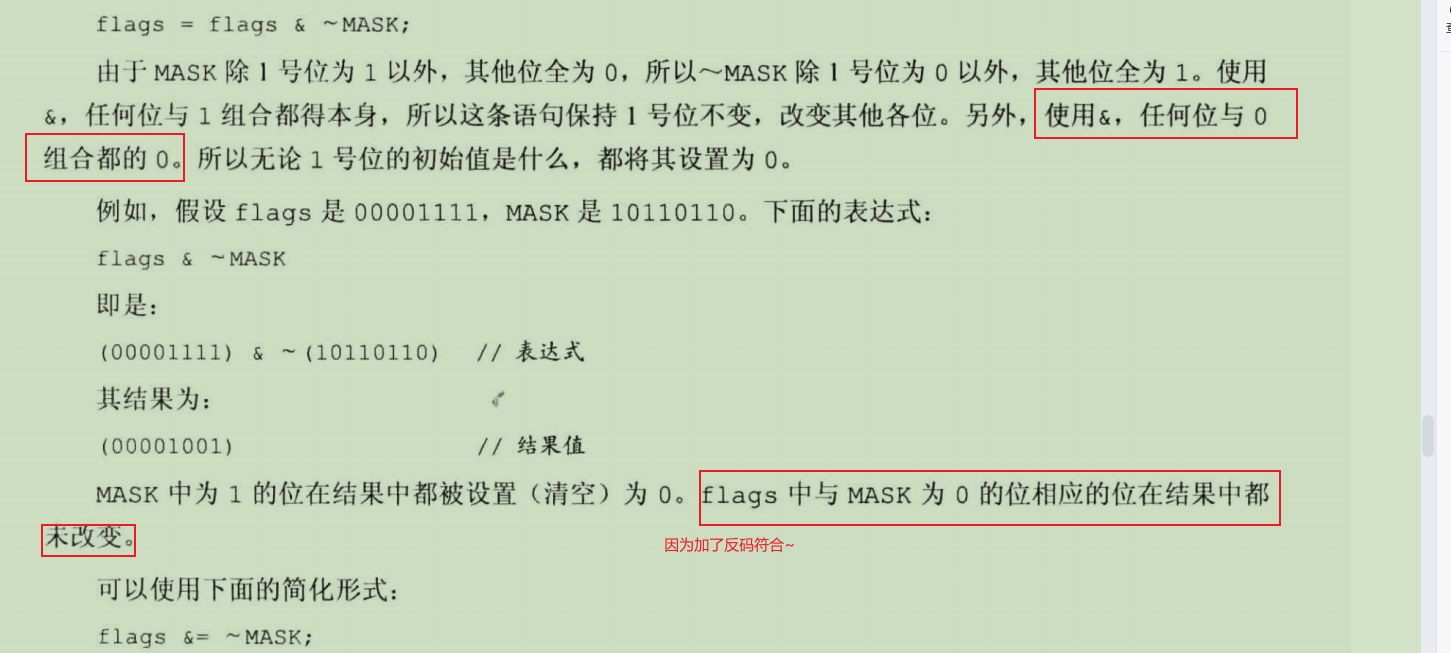 flags = flags & ~MASK;
由于 MASK 除 1 号位为 1 以外，其他位全为 0，所以～MASK 除 1 号位为 0 以外，其他位全为 1。使用
&，任何位与 1 组合都得本身，所以这条语句保持 1 号位不变，改变其他各位。另外，使用&，任何位与 0
组合都的 0。所以无论 1 号位的初始值是什么，都将其设置为 0。
例如，假设 flags 是 00001111，MASK 是 10110110。下面的表达式：
flags & ~MASK
即是：
(00001111) & ~(10110110) // 表达式
其结果为：
(00001001) // 结果值
MASK 中为 1 的位在结果中都被设置（清空）为 0。flags 中与 MASK 为 0 的位相应的位在结果中都
未改变。
因为加了反码符合~
可以使用下面的简化形式：
flags &= ~MASK;